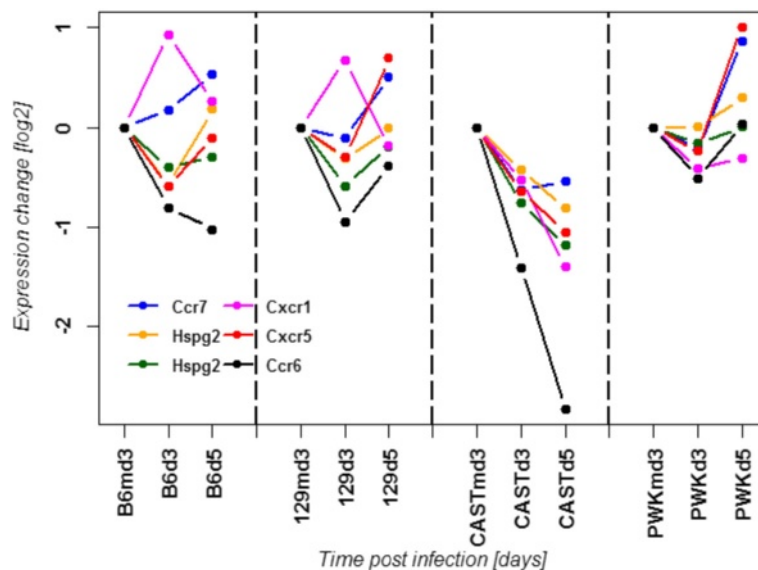 Expression change [log2]
1
0
-1
-2
Ccr7 Cxcr1
Hspg2 Cxcr5
Hspg2 Ccr6
B6md3 B6d3 B6d5 129md3 129d3 129d5 CASTmd3 CASTd3 CASTd5 PWKmd3 PWKd3 PWKd5
Time post infection [days]